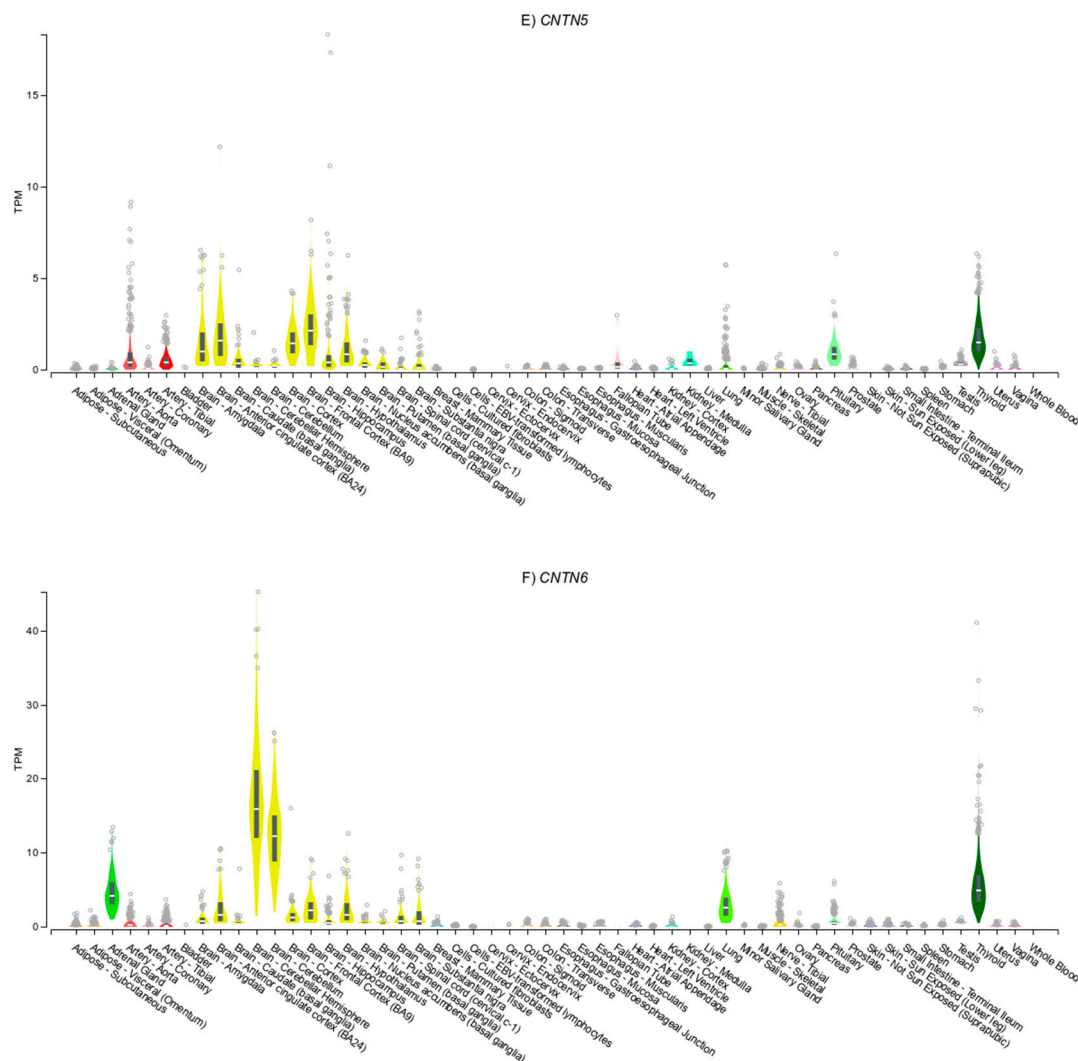 E) CNTN5
TPM
15
10
5
0
Adipose - Subcutaneous
Adipose - Visceral (Omentum)
Adrenal Gland
Artery - Aorta
Artery - Coronary
Artery - Tibial
Bladder
Brain - Amygdala
Brain - Anterior cingulate cortex (BA24)
Brain - Caudate (basal ganglia)
Brain - Cerebellar Hemisphere
Brain - Cerebellum
Brain - Cortex
Brain - Frontal Cortex (BA9)
Brain - Hippocampus
Brain - Hypothalamus
Brain - Nucleus accumbens (basal ganglia)
Brain - Putamen (basal ganglia)
Brain - Spinal cord (cervical c-1)
Brain - Substantia nigra
Breast - Mammary Tissue
Cells - Cultured fibroblasts
Cells - EBV-transformed lymphocytes
Cervix - Ectocervix
Cervix - Endocervix
Colon - Sigmoid
Colon - Transverse
Esophagus - Gastroesophageal Junction
Esophagus - Mucosa
Esophagus - Muscularis
Fallopian Tube
Heart - Atrial Appendage
Heart - Left Ventricle
Kidney - Cortex
Kidney - Medulla
Liver
Lung
Minor Salivary Gland
Muscle - Skeletal
Nerve - Tibial
Ovary
Pancreas
Pituitary
Prostate
Skin - Not Sun Exposed (Suprapubic)
Skin - Sun Exposed (Lower leg)
Small Intestine - Terminal Ileum
Spleen
Stomach
Testis
Thyroid
Uterus
Vagina
Whole Blood
F) CNTN6
TPM
40
30
20
10
0
Adipose - Subcutaneous
Adipose - Visceral (Omentum)
Adrenal Gland
Artery - Aorta
Artery - Coronary
Artery - Tibial
Bladder
Brain - Amygdala
Brain - Anterior cingulate cortex (BA24)
Brain - Caudate (basal ganglia)
Brain - Cerebellar Hemisphere
Brain - Cerebellum
Brain - Cortex
Brain - Frontal Cortex (BA9)
Brain - Hippocampus
Brain - Hypothalamus
Brain - Nucleus accumbens (basal ganglia)
Brain - Putamen (basal ganglia)
Brain - Spinal cord (cervical c-1)
Brain - Substantia nigra
Breast - Mammary Tissue
Cells - Cultured fibroblasts
Cells - EBV-transformed lymphocytes
Cervix - Ectocervix
Cervix - Endocervix
Colon - Sigmoid
Colon - Transverse
Esophagus - Gastroesophageal Junction
Esophagus - Mucosa
Esophagus - Muscularis
Fallopian Tube
Heart - Atrial Appendage
Heart - Left Ventricle
Kidney - Cortex
Kidney - Medulla
Liver
Lung
Minor Salivary Gland
Muscle - Skeletal
Nerve - Tibial
Ovary
Pancreas
Pituitary
Prostate
Skin - Not Sun Exposed (Suprapubic)
Skin - Sun Exposed (Lower leg)
Small Intestine - Terminal Ileum
Spleen
Stomach
Testis
Thyroid
Uterus
Vagina
Whole Blood